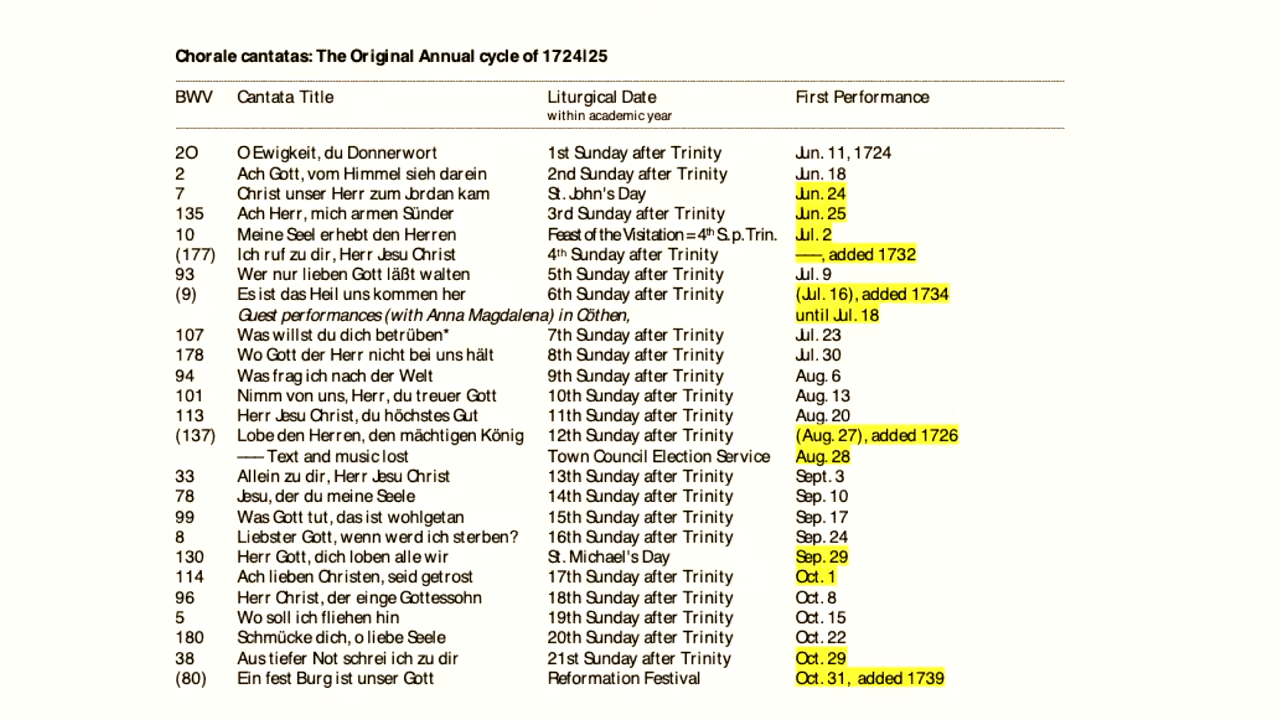 Chorale cantatas: The Original Annual cycle of 1724|25
BWV Cantata Title Liturgical Date First Performance
within academic year
2O O Ewigkeit, du Donnerwort 1st Sunday after Trinity Jun. 11, 1724
2 Ach Gott, vom Himmel sieh darein 2nd Sunday after Trinity Jun. 18
7 Christ unser Herr zum Jordan kam St. John's Day Jun. 24
135 Ach Herr, mich armen Sünder 3rd Sunday after Trinity Jun. 25
10 Meine Seel erhebt den Herren Feast of the Visitation = 4th S. p. Trin. Jul. 2
(177) Ich ruf zu dir, Herr Jesu Christ 4th Sunday after Trinity ——, added 1732
93 Wer nur lieben Gott läßt walten 5th Sunday after Trinity Jul. 9
(9) Es ist das Heil uns kommen her 6th Sunday after Trinity (Jul. 16), added 1734
Guest performances (with Anna Magdalena) in Cöthen, until Jul. 18
107 Was willst du dich betrüben* 7th Sunday after Trinity Jul. 23
178 Wo Gott der Herr nicht bei uns hält 8th Sunday after Trinity Jul. 30
94 Was frag ich nach der Welt 9th Sunday after Trinity Aug. 6
101 Nimm von uns, Herr, du treuer Gott 10th Sunday after Trinity Aug. 13
113 Herr Jesu Christ, du höchstes Gut 11th Sunday after Trinity Aug. 20
(137) Lobe den Herren, den mächtigen König 12th Sunday after Trinity (Aug. 27), added 1726
—— Text and music lost Town Council Election Service Aug. 28
33 Allein zu dir, Herr Jesu Christ 13th Sunday after Trinity Sept. 3
78 Jesu, der du meine Seele 14th Sunday after Trinity Sep. 10
99 Was Gott tut, das ist wohlgetan 15th Sunday after Trinity Sep. 17
8 Liebster Gott, wenn werd ich sterben? 16th Sunday after Trinity Sep. 24
130 Herr Gott, dich loben alle wir St. Michael's Day Sep. 29
114 Ach lieben Christen, seid getrost 17th Sunday after Trinity Oct. 1
96 Herr Christ, der einge Gottessohn 18th Sunday after Trinity Oct. 8
5 Wo soll ich fliehen hin 19th Sunday after Trinity Oct. 15
180 Schmücke dich, o liebe Seele 20th Sunday after Trinity Oct. 22
38 Aus tiefer Not schrei ich zu dir 21st Sunday after Trinity Oct. 29
(80) Ein fest Burg ist unser Gott Reformation Festival Oct. 31, added 1739